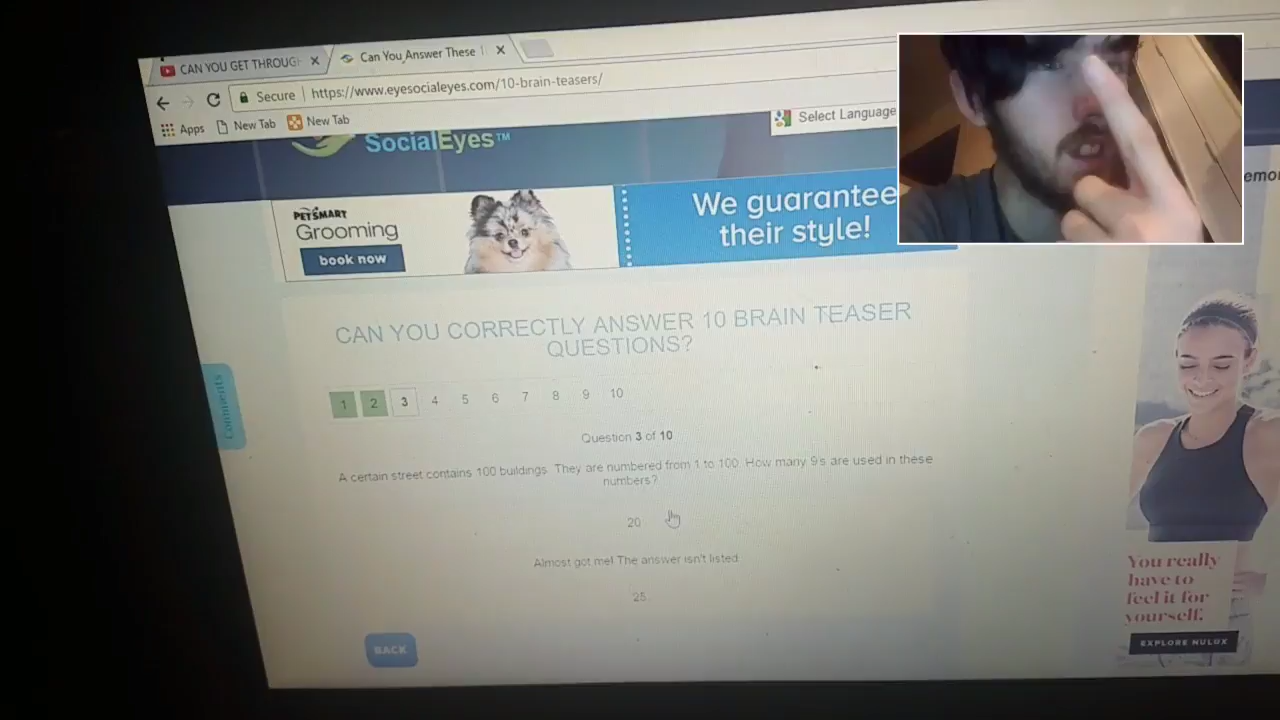 CAN YOU GET THROUGH
Can You Answer These
Secure
https://www.eyesocialeyes.com/10-brain-teasers/
Apps
New Tab
New Tab
SocialEyes™
Select Language
PETSMART
Grooming
book now
We guarantee
their style!
CAN YOU CORRECTLY ANSWER 10 BRAIN TEASER
QUESTIONS?
1 2 3 4 5 6 7 8 9 10
Question 3 of 10
A certain street contains 100 buildings. They are numbered from 1 to 100. How many 9's are used in these
numbers?
20
Almost got me! The answer isn't listed
25
BACK
Comments
You really
have to
feel it for
yourself.
EXPLORE NULUX